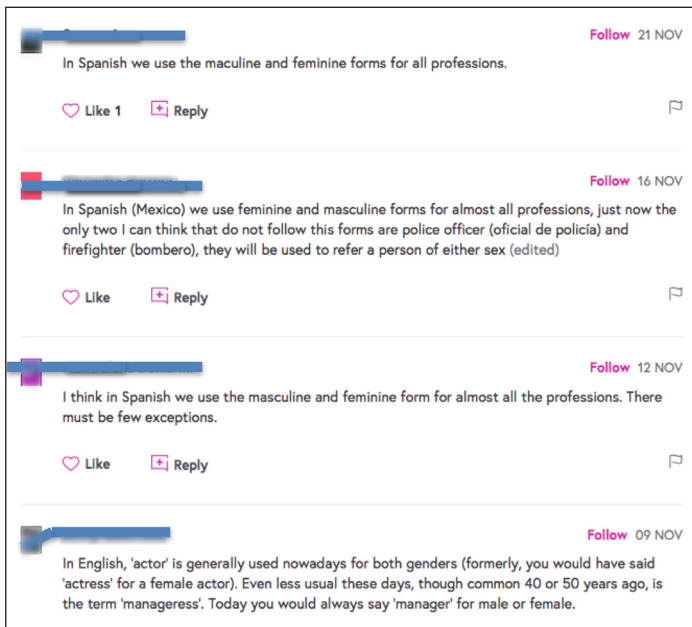 Follow 21 NOV
In Spanish we use the maculine and feminine forms for all professions.
Like 1 Reply
Follow 16 NOV
In Spanish (Mexico) we use feminine and masculine forms for almost all professions, just now the
only two I can think that do not follow this forms are police officer (oficial de policía) and
firefighter (bombero), they will be used to refer a person of either sex (edited)
Like Reply
Follow 12 NOV
I think in Spanish we use the masculine and feminine form for almost all the professions. There
must be few exceptions.
Like Reply
Follow 09 NOV
In English, 'actor' is generally used nowadays for both genders (formerly, you would have said
'actress' for a female actor). Even less usual these days, though common 40 or 50 years ago, is
the term 'manageress'. Today you would always say 'manager' for male or female.